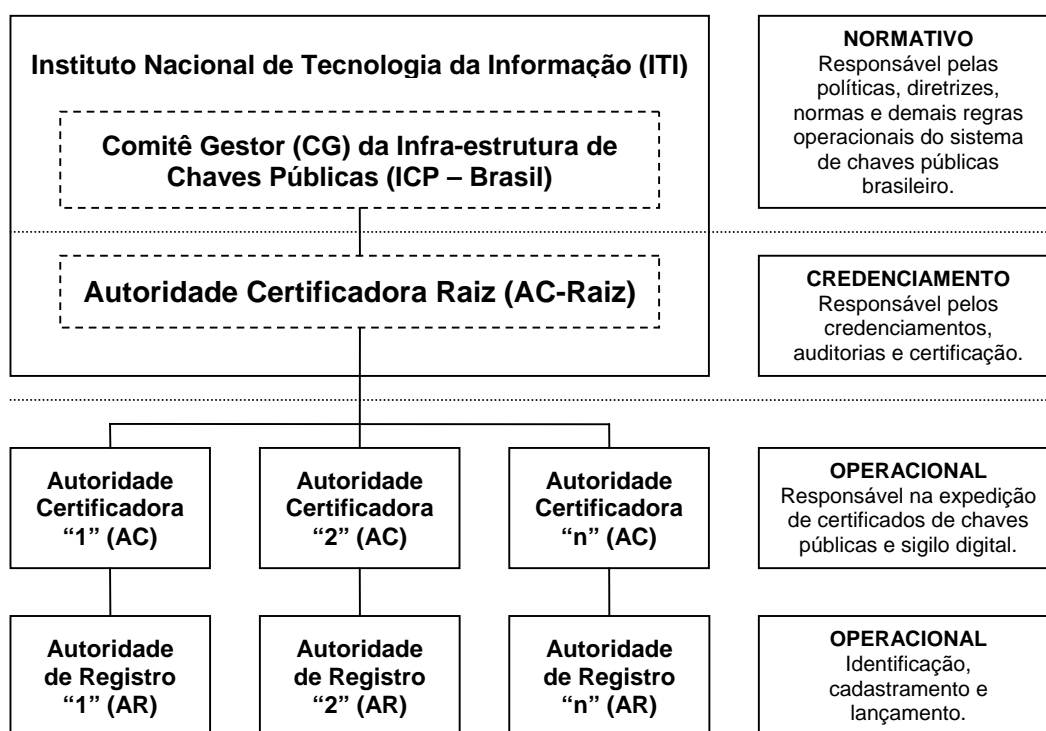 Instituto Nacional de Tecnologia da Informação (ITI)
Comitê Gestor (CG) da Infra-estrutura de
Chaves Públicas (ICP – Brasil)
NORMATIVO
Responsável pelas
políticas, diretrizes,
normas e demais regras
operacionais do sistema
de chaves públicas
brasileiro.
Autoridade Certificadora Raiz (AC-Raiz)
CREDENCIAMENTO
Responsável pelos
credenciamentos,
auditorias e certificação.
Autoridade
Certificadora
“1” (AC)
Autoridade
Certificadora
“2” (AC)
Autoridade
Certificadora
“n” (AC)
OPERACIONAL
Responsável na expedição
de certificados de chaves
públicas e sigilo digital.
Autoridade
de Registro
“1” (AR)
Autoridade
de Registro
“2” (AR)
Autoridade
de Registro
“n” (AR)
OPERACIONAL
Identificação,
cadastramento e
lançamento.